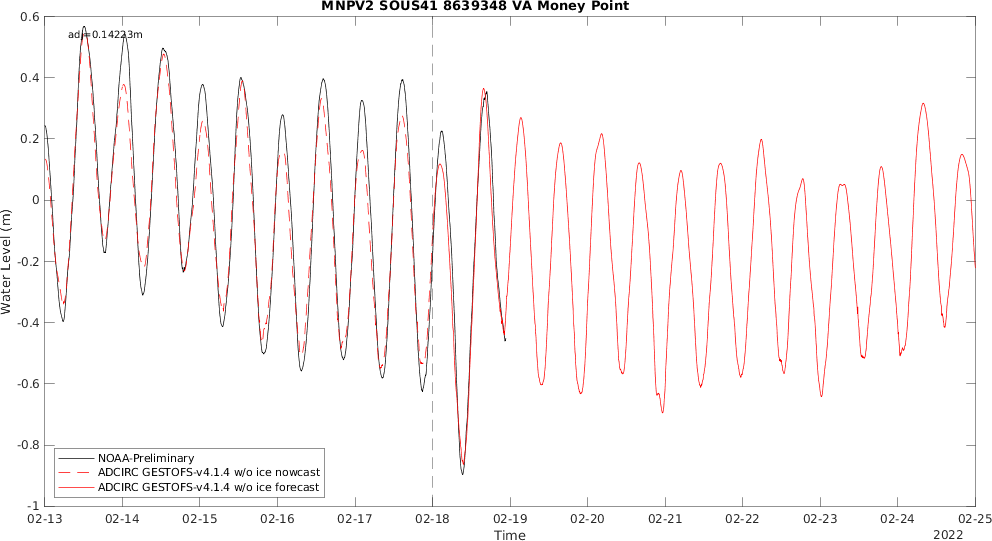 MNPV2 SOUS41 8639348 VA Money Point
adj=0.14223m
0.6
0.4
0.2
0
-0.2
-0.4
-0.6
-0.8
-1
Water Level (m)
NOAA-Preliminary
ADCIRC GESTOFS-v4.1.4 w/o ice nowcast
ADCIRC GESTOFS-v4.1.4 w/o ice forecast
02-13 02-14 02-15 02-16 02-17 02-18 02-19 02-20 02-21 02-22 02-23 02-24 02-25
Time
2022